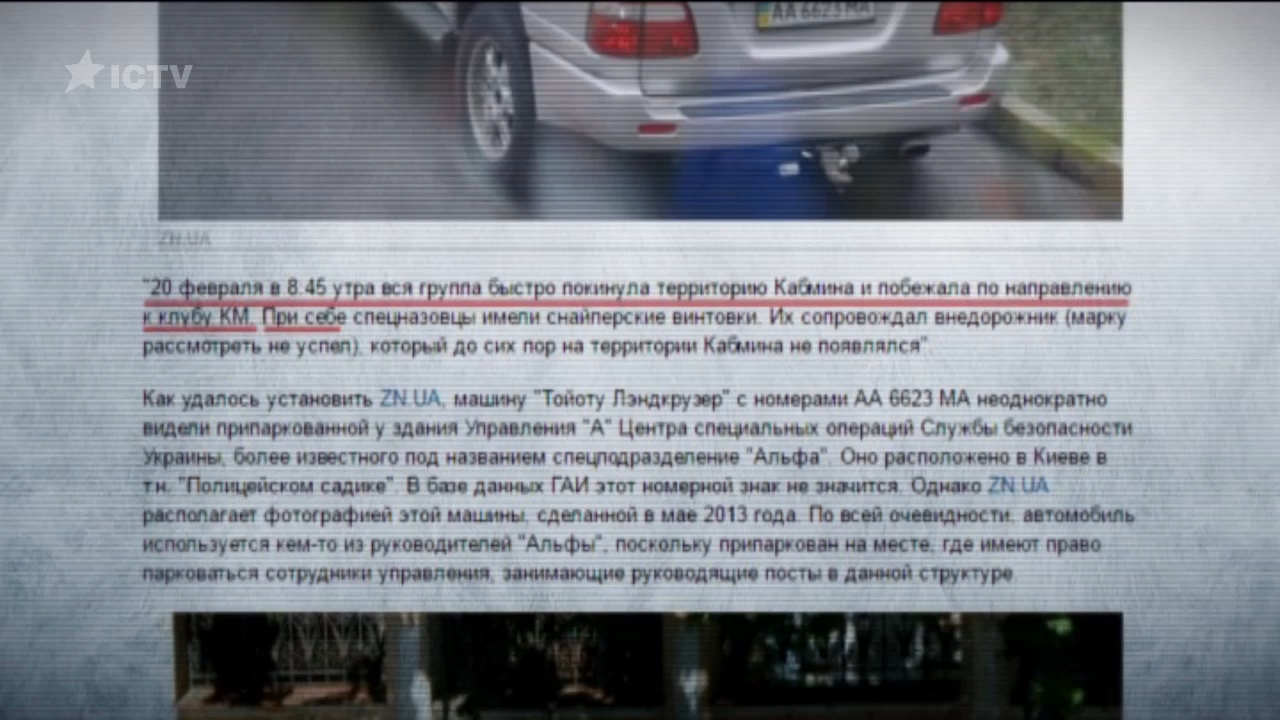 AA 6623 MA
ICTV
ZN.UA
"20 февраля в 8.45 утра вся группа быстро покинула территорию Кабмина и побежала по направлению
к клубу КМ. При себе спецназовцы имели снайперские винтовки. Их сопровождал внедорожник (марку
рассмотреть не успел), который до сих пор на территории Кабмина не появлялся".
Как удалось установить ZN.UA, машину "Тойоту Лэндкрузер" с номерами АА 6623 МА неоднократно
видели припаркованной у здания Управления "А" Центра специальных операций Службы безопасности
Украины, более известного под названием спецподразделение "Альфа". Оно расположено в Киеве в
т.н. "Полицейском садике". В базе данных ГАИ этот номерной знак не значится. Однако ZN.UA
располагает фотографией этой машины, сделанной в мае 2013 года. По всей очевидности, автомобиль
используется кем-то из руководителей "Альфы", поскольку припаркован на месте, где имеют право
парковаться сотрудники управления, занимающие руководящие посты в данной структуре.